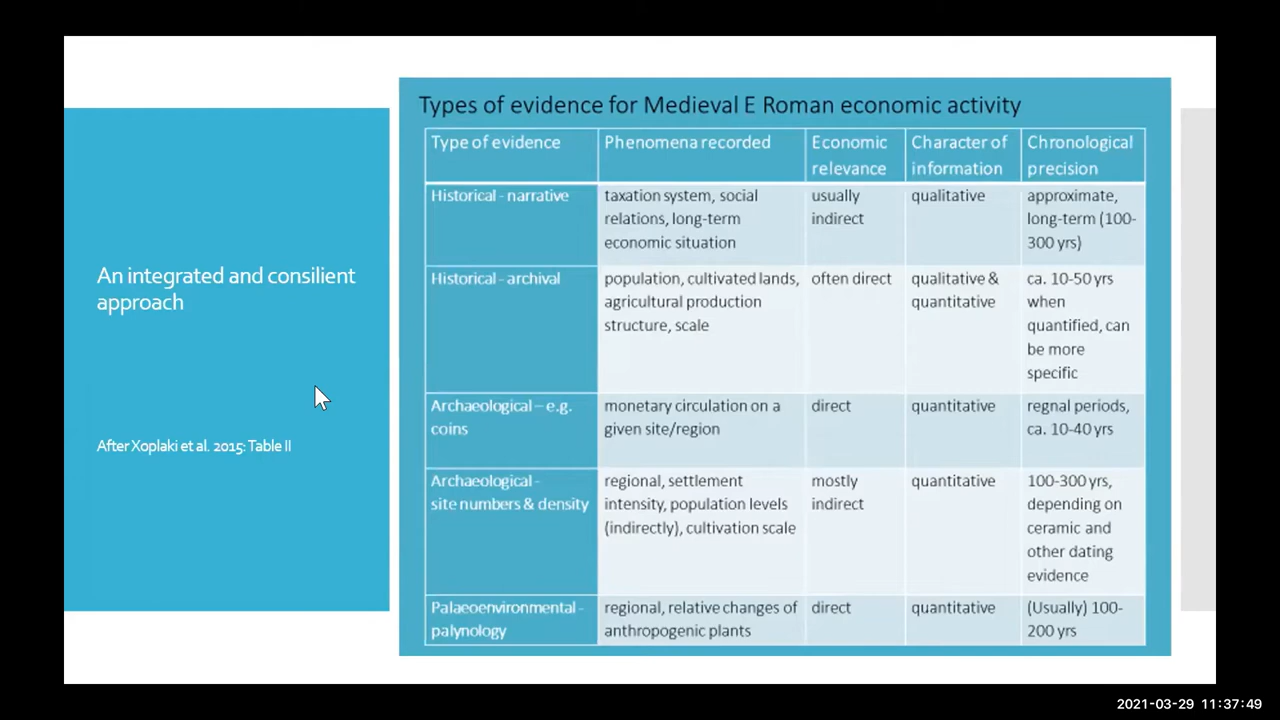 An integrated and consilient
approach
After Xoplaki et al. 2015: Table II
Types of evidence for Medieval E Roman economic activity
Type of evidence
Phenomena recorded
Economic
relevance
Character of
information
Chronological
precision
Historical - narrative
taxation system, social
relations, long-term
economic situation
usually
indirect
qualitative
approximate,
long-term (100-
300 yrs)
Historical - archival
population, cultivated lands,
agricultural production
structure, scale
often direct
qualitative &
quantitative
ca. 10-50 yrs
when
quantified, can
be more
specific
Archaeological – e.g.
coins
monetary circulation on a
given site/region
direct
quantitative
regnal periods,
ca. 10-40 yrs
Archaeological -
site numbers & density
regional, settlement
intensity, population levels
(indirectly), cultivation scale
mostly
indirect
quantitative
100-300 yrs,
depending on
ceramic and
other dating
evidence
Palaeoenvironmental -
palynology
regional, relative changes of
anthropogenic plants
direct
quantitative
(Usually) 100-
200 yrs
2021-03-29 11:37:49